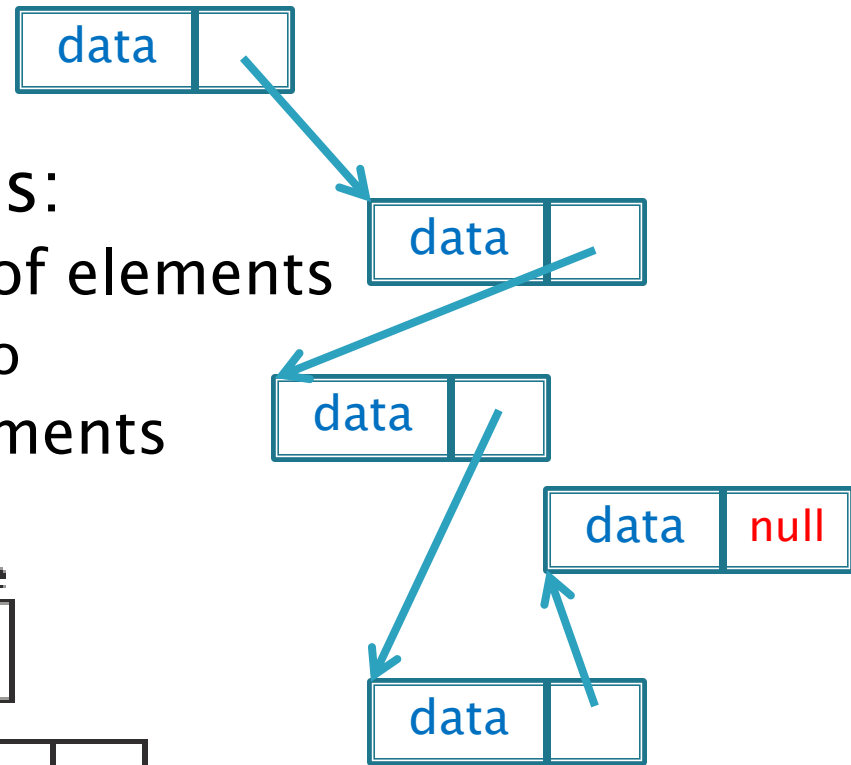 data
s:
data
of elements
o
data
ments
data null
data